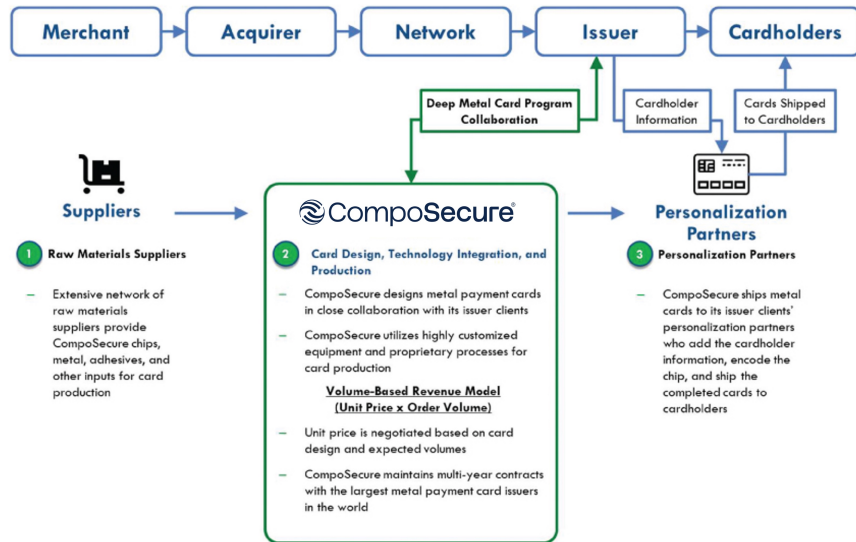 Merchant
Acquirer
Network
Issuer
Cardholders
Deep Metal Card Program
Collaboration
Cardholder
Information
Cards Shipped
to Cardholders
Suppliers
CompoSecure®
Personalization
Partners
1 Raw Materials Suppliers
– Extensive network of
raw materials
suppliers provide
CompoSecure chips,
metal, adhesives, and
other inputs for card
production
2 Card Design, Technology Integration, and
Production
– CompoSecure designs metal payment cards
in close collaboration with its issuer clients
– CompoSecure utilizes highly customized
equipment and proprietary processes for
card production
Volume-Based Revenue Model
(Unit Price x Order Volume)
– Unit price is negotiated based on card
design and expected volumes
– CompoSecure maintains multi-year contracts
with the largest metal payment card issuers
in the world
3 Personalization Partners
– CompoSecure ships metal
cards to its issuer clients'
personalization partners
who add the cardholder
information, encode the
chip, and ship the
completed cards to
cardholders